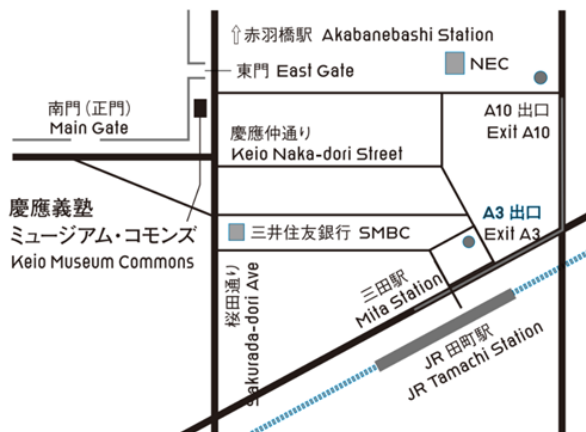 赤羽橋駅 Akabanebashi Station
NEC
東門 East Gate
南門（正門）
Main Gate
A10 出口
Exit A10
慶應仲通り
Keio Naka-dori Street
慶應義塾
ミュージアム・コモンズ
Keio Museum Commons
A3 出口
Exit A3
三井住友銀行 SMBC
桜田通り
Sakurada-dori Ave
三田駅
Mita Station
JR 田町駅
JR Tamachi Station